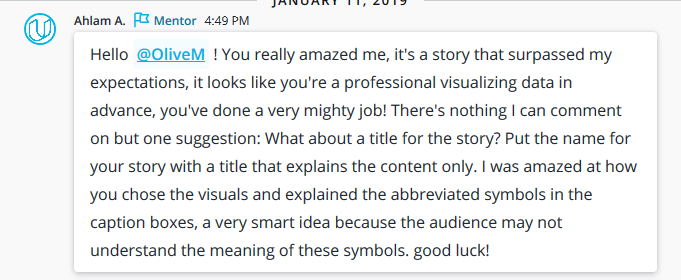 JANUARY 11, 2019
Ahlam A. Mentor 4:49 PM
Hello @OliveM ! You really amazed me, it's a story that surpassed my
expectations, it looks like you're a professional visualizing data in
advance, you've done a very mighty job! There's nothing I can comment
on but one suggestion: What about a title for the story? Put the name for
your story with a title that explains the content only. I was amazed at how
you chose the visuals and explained the abbreviated symbols in the
caption boxes, a very smart idea because the audience may not
understand the meaning of these symbols. good luck!